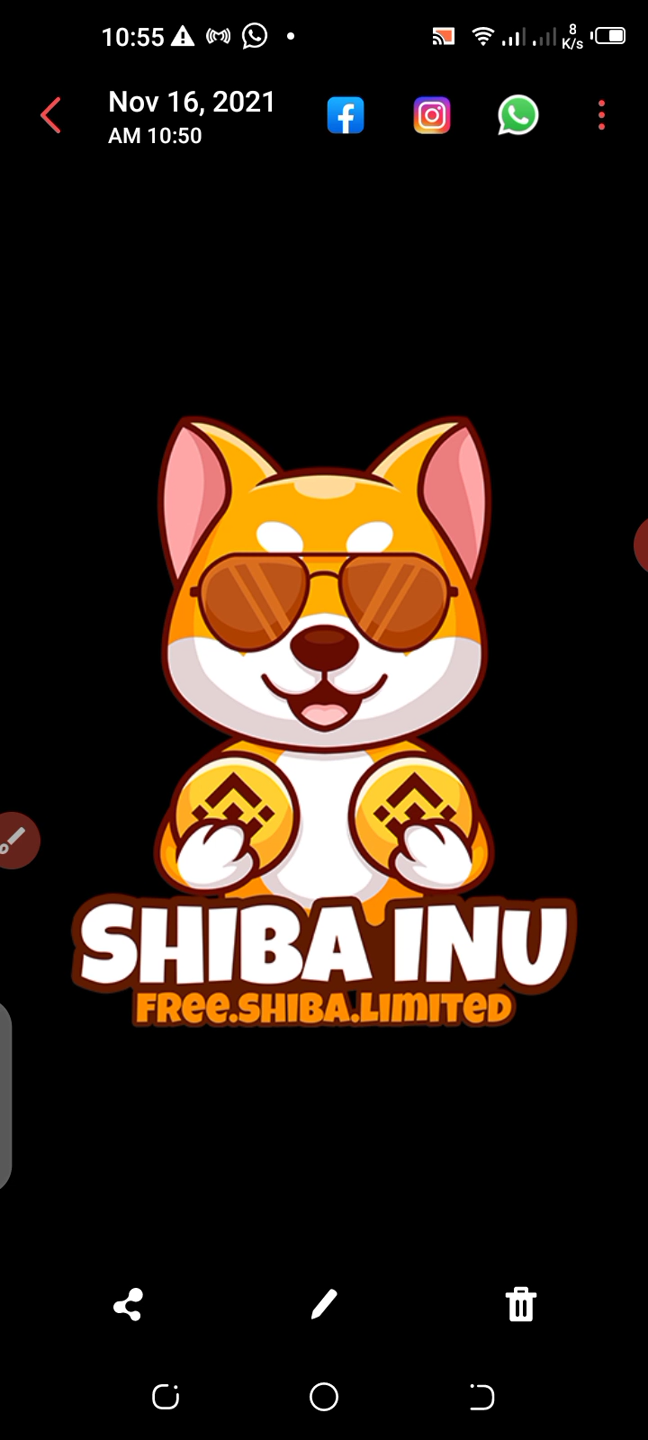 10:55
8
K/s
Nov 16, 2021
AM 10:50
SHIBA INU
FRee.SHIBA.LImITeD